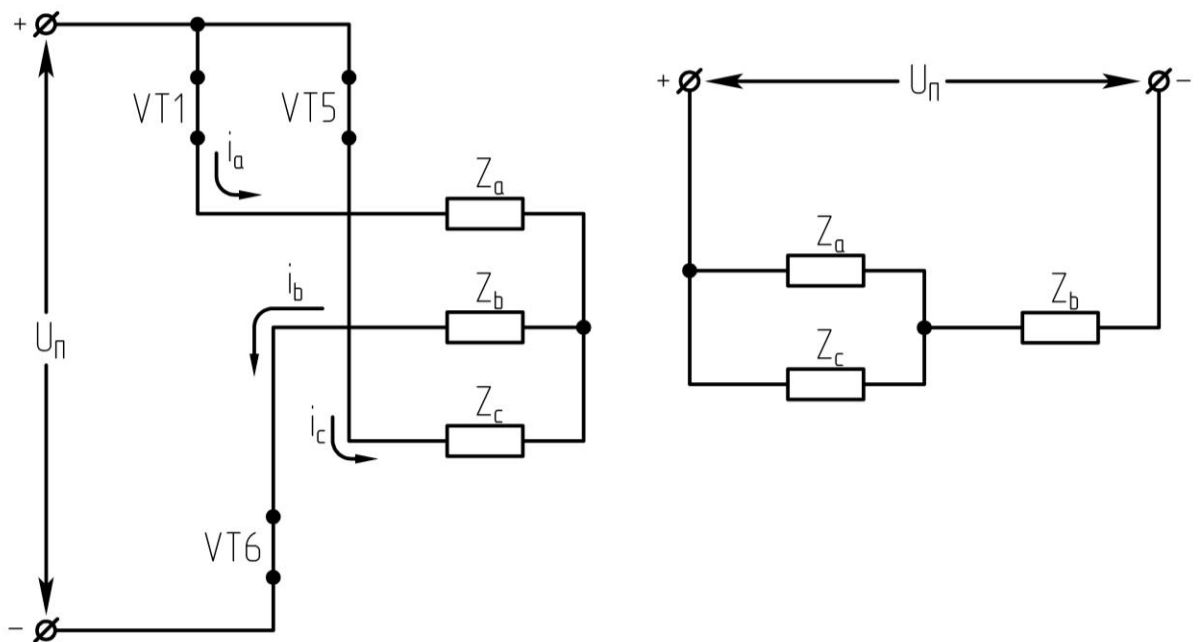 +
VT1
VT5
i_a
Z_a
i_b
Z_b
U_П
i_c
Z_c
VT6
−
+
U_П
−
Z_a
Z_b
Z_c